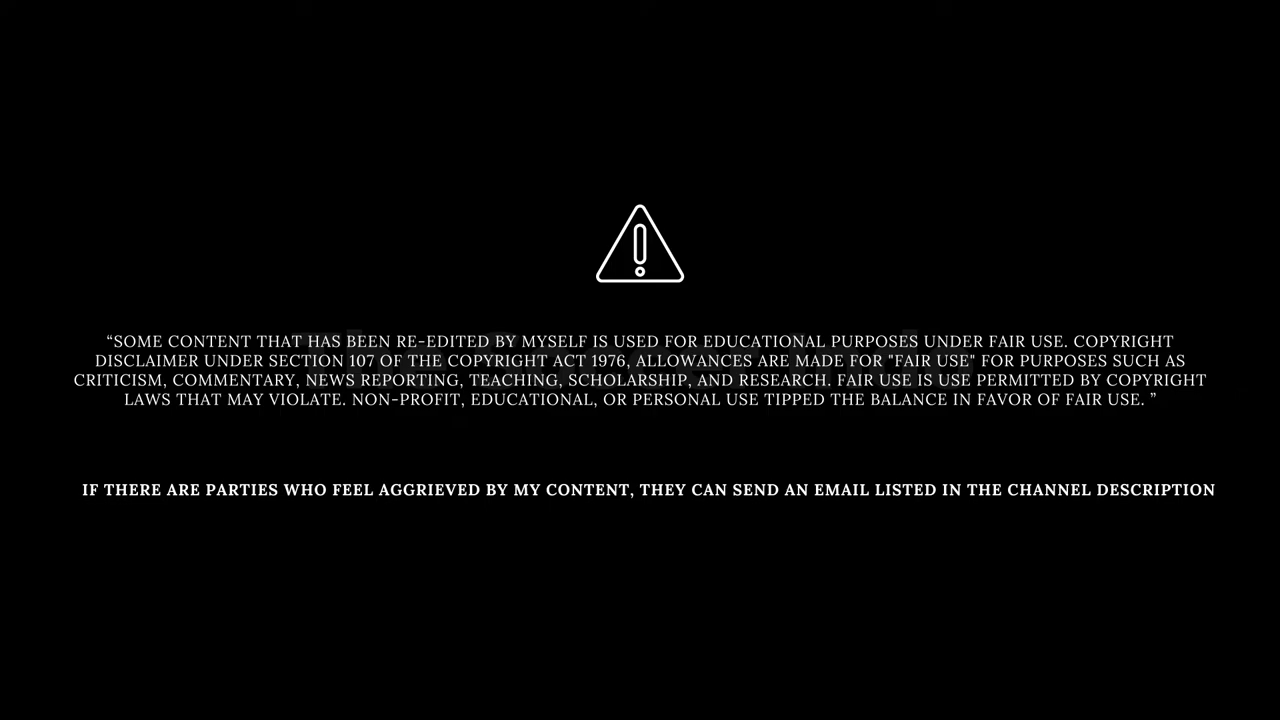 “SOME CONTENT THAT HAS BEEN RE-EDITED BY MYSELF IS USED FOR EDUCATIONAL PURPOSES UNDER FAIR USE. COPYRIGHT
DISCLAIMER UNDER SECTION 107 OF THE COPYRIGHT ACT 1976, ALLOWANCES ARE MADE FOR "FAIR USE" FOR PURPOSES SUCH AS
CRITICISM, COMMENTARY, NEWS REPORTING, TEACHING, SCHOLARSHIP, AND RESEARCH. FAIR USE IS USE PERMITTED BY COPYRIGHT
LAWS THAT MAY VIOLATE. NON-PROFIT, EDUCATIONAL, OR PERSONAL USE TIPPED THE BALANCE IN FAVOR OF FAIR USE. ”
IF THERE ARE PARTIES WHO FEEL AGGRIEVED BY MY CONTENT, THEY CAN SEND AN EMAIL LISTED IN THE CHANNEL DESCRIPTION